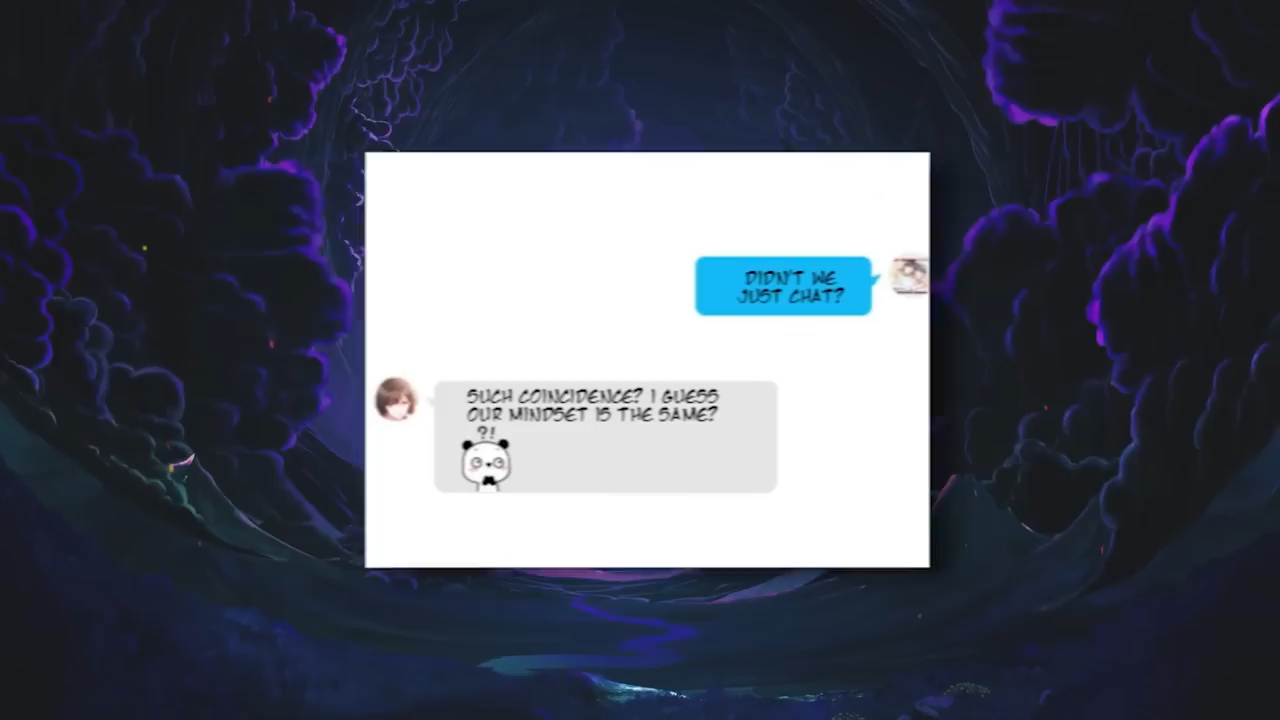 DIDN'T WE
JUST CHAT?
SUCH COINCIDENCE? I GUESS
OUR MINDSET IS THE SAME?
?!